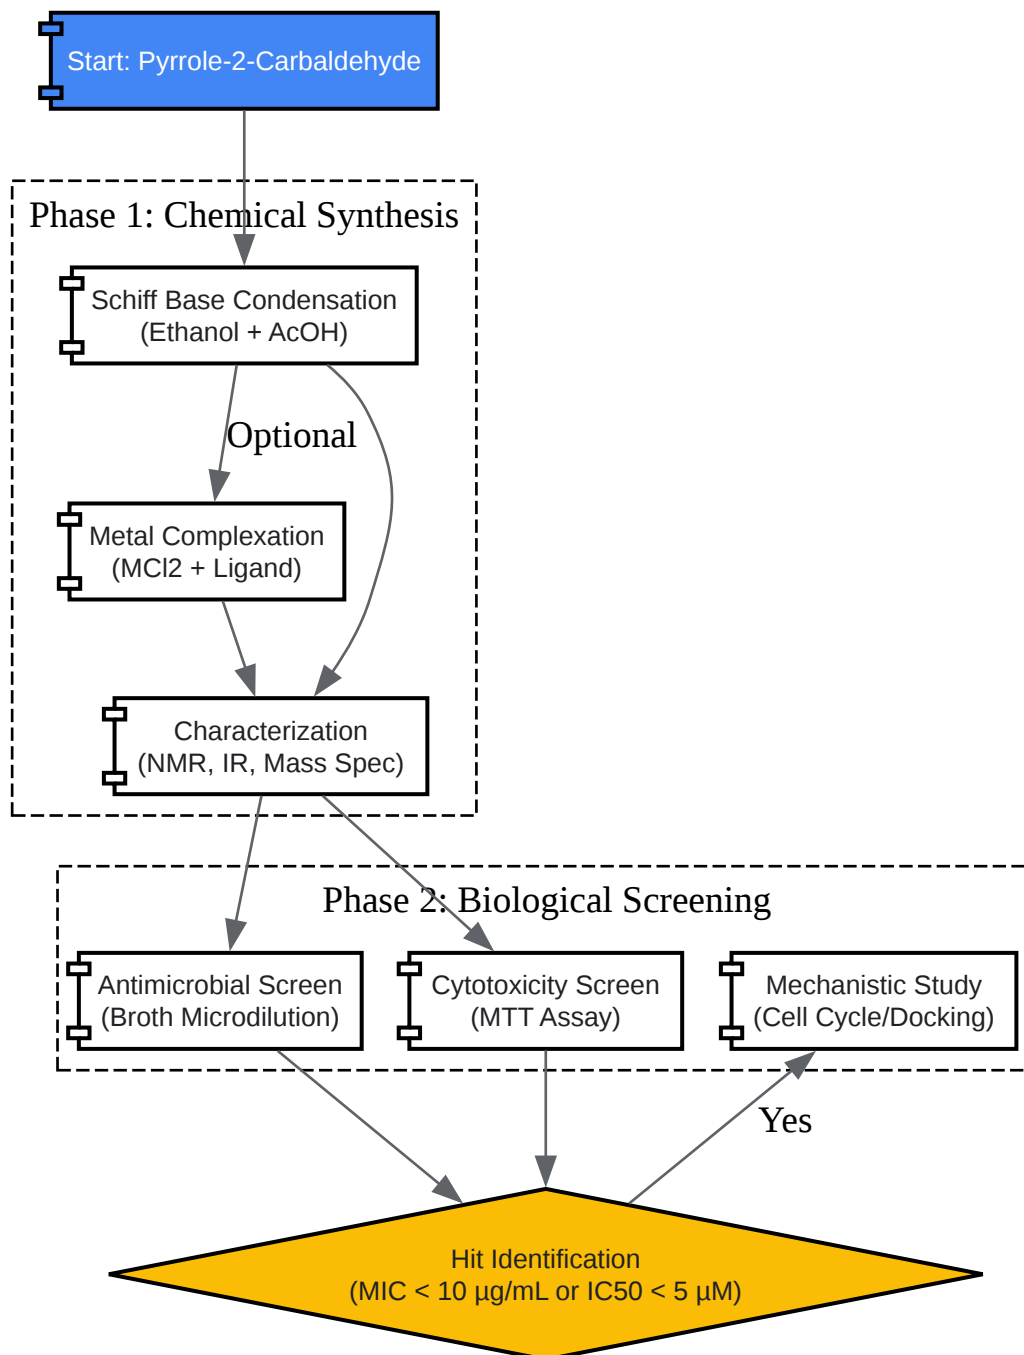 Start: Pyrrole-2-Carbaldehyde
Phase 1: Chemical Synthesis
Schiff Base Condensation
(Ethanol + AcOH)
Optional
Metal Complexation
(MCl2 + Ligand)
Characterization
(NMR, IR, Mass Spec)
Phase 2: Biological Screening
Antimicrobial Screen
(Broth Microdilution)
Cytotoxicity Screen
(MTT Assay)
Mechanistic Study
(Cell Cycle/Docking)
Yes
Hit Identification
(MIC < 10 µg/mL or IC50 < 5 µM)